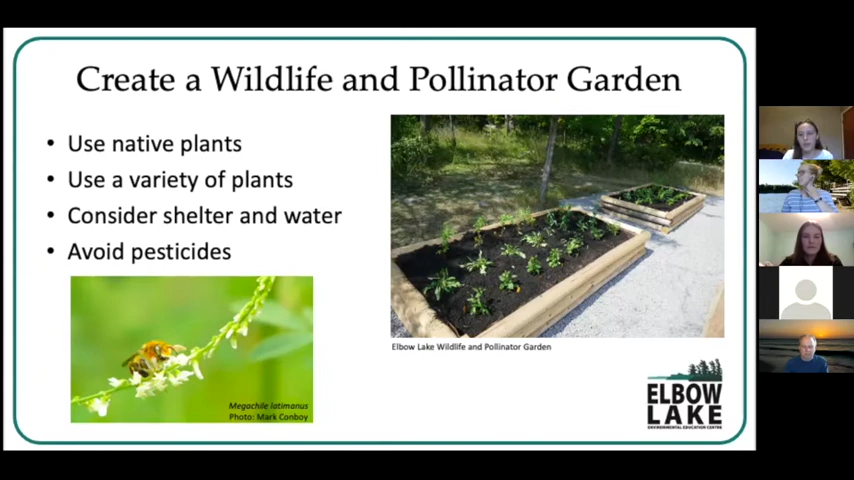 Create a Wildlife and Pollinator Garden
• Use native plants
• Use a variety of plants
• Consider shelter and water
• Avoid pesticides
Megachile latimanus
Photo: Mark Conboy
Elbow Lake Wildlife and Pollinator Garden
ELBOW
LAKE
ENVIRONMENTAL EDUCATION CENTRE